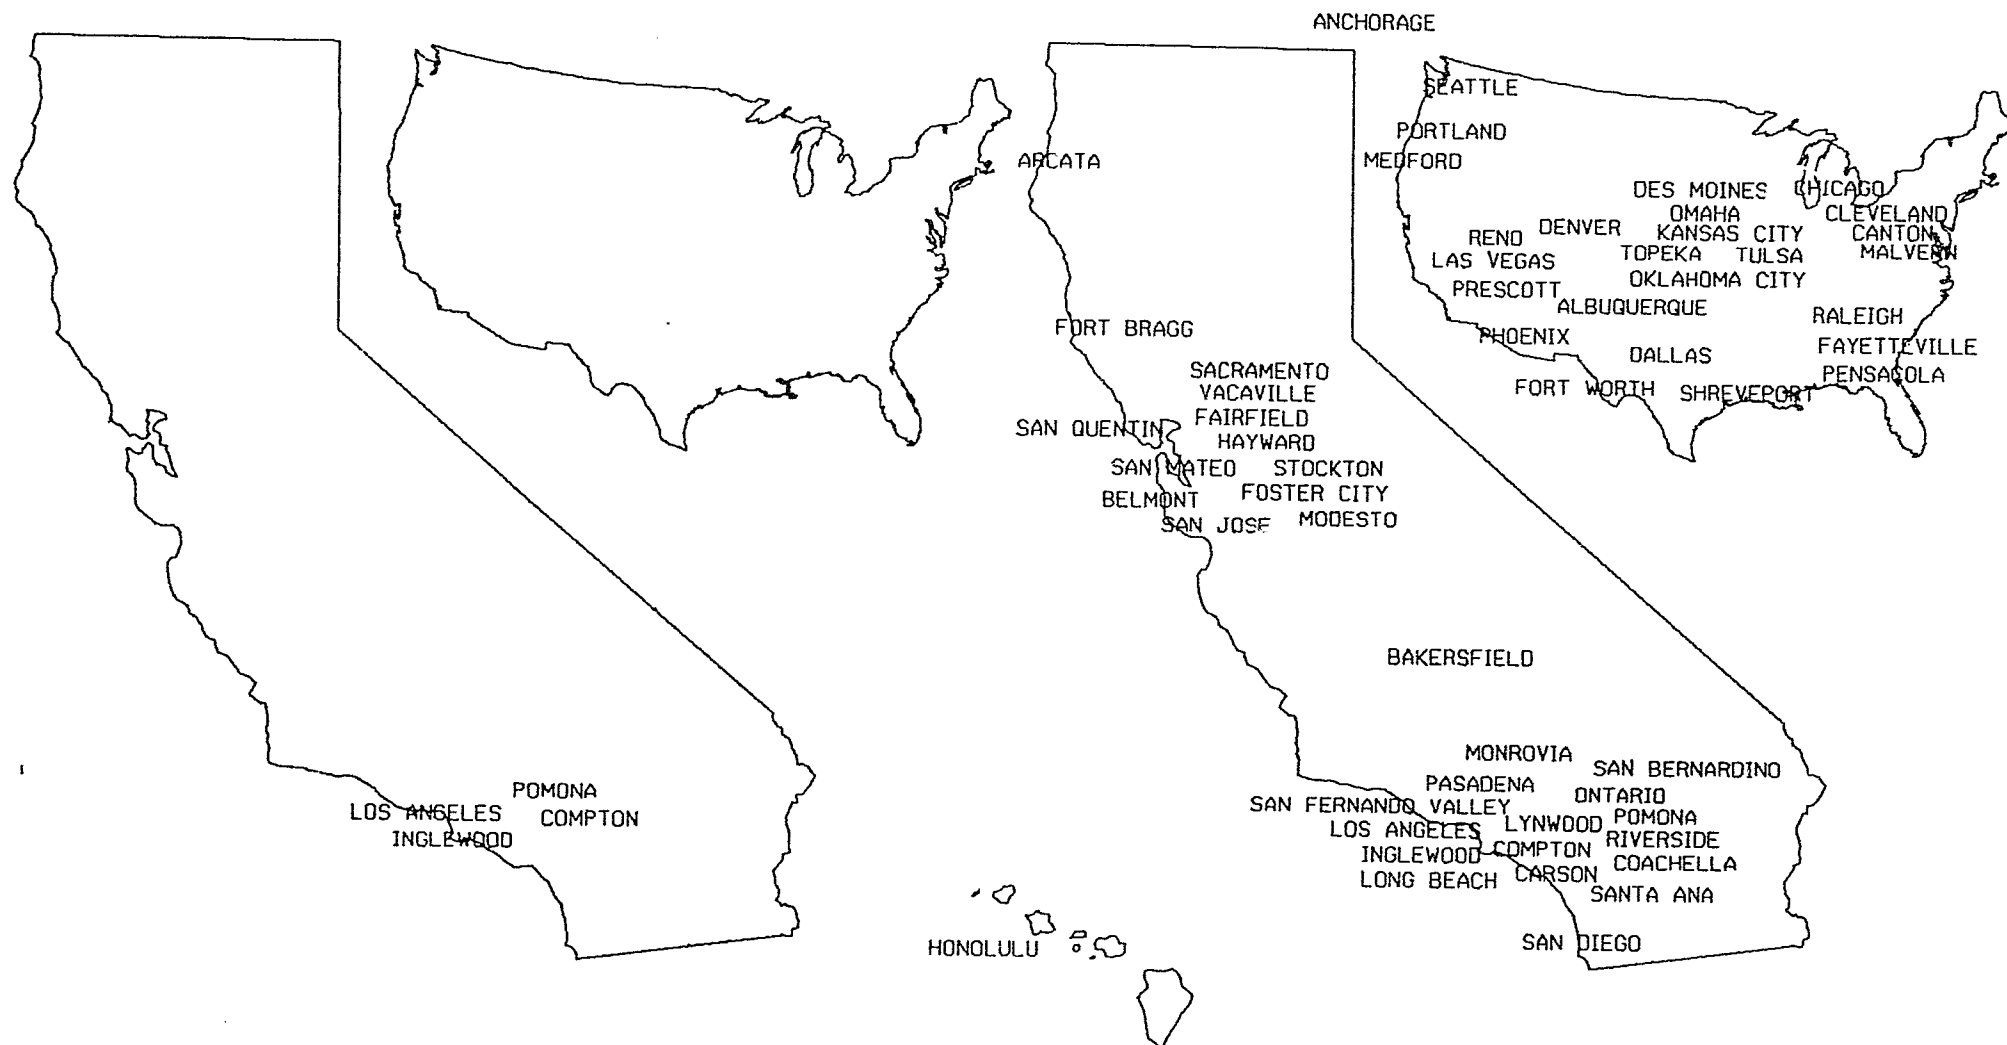 ANCHORAGE
SEATTLE
PORTLAND
ARCATA
MEDFORD
DES MOINES
CHICAGO
OMAHA
CLEVELAND
DENVER
RENO
KANSAS CITY
CANTON
LAS VEGAS
TOPEKA
TULSA
MALVERN
PRESCOTT
OKLAHOMA CITY
ALBUQUERQUE
RALEIGH
FORT BRAGG
PHOENIX
DALLAS
FAYETTEVILLE
SACRAMENTO
PENSACOLA
VACAVILLE
FORT WORTH
SHREVEPORT
FAIRFIELD
SAN QUENTIN
HAYWARD
SAN MATEO
STOCKTON
BELMONT
FOSTER CITY
SAN JOSE
MODESTO
BAKERSFIELD
MONROVIA
SAN BERNARDINO
PASADENA
ONTARIO
POMONA
SAN FERNANDO VALLEY
LOS ANGELES
COMPTON
LYNWOOD
POMONA
LOS ANGELES
RIVERSIDE
INGLEWOOD
INGLEWOOD
COMPTON
COACHELLA
LONG BEACH
CARSON
SANTA ANA
HONOLULU
SAN DIEGO